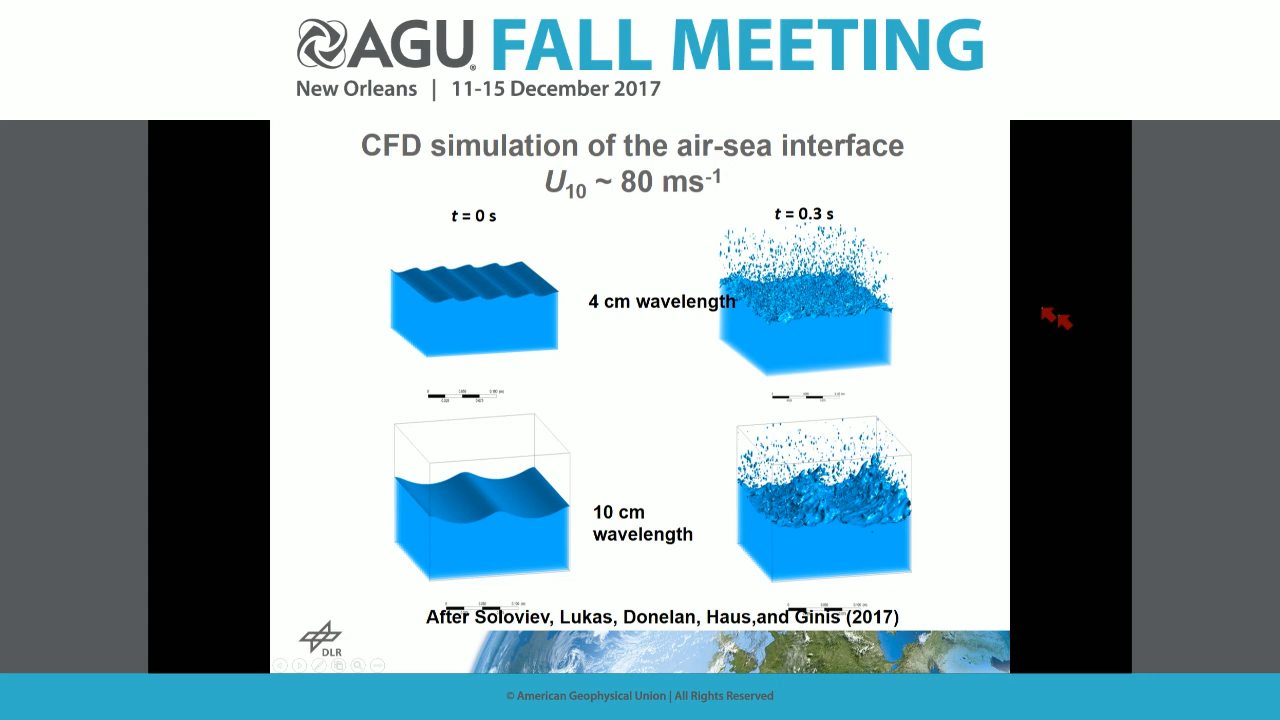 AGU FALL MEETING
New Orleans | 11-15 December 2017
CFD simulation of the air-sea interface
U10 ~ 80 ms-1
t = 0 s
t = 0.3 s
4 cm wavelength
10 cm
wavelength
After Soloviev, Lukas, Donelan, Haus,and Ginis (2017)
DLR
© American Geophysical Union | All Rights Reserved